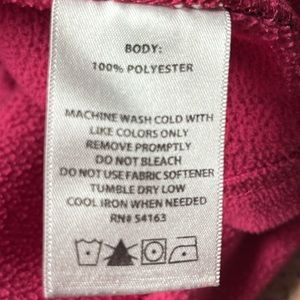 BODY:
100% POLYESTER
MACHINE WASH COLD WITH
LIKE COLORS ONLY
REMOVE PROMPTLY
DO NOT BLEACH
DO NOT USE FABRIC SOFTENER
TUMBLE DRY LOW
COOL IRON WHEN NEEDED
RN# 54163